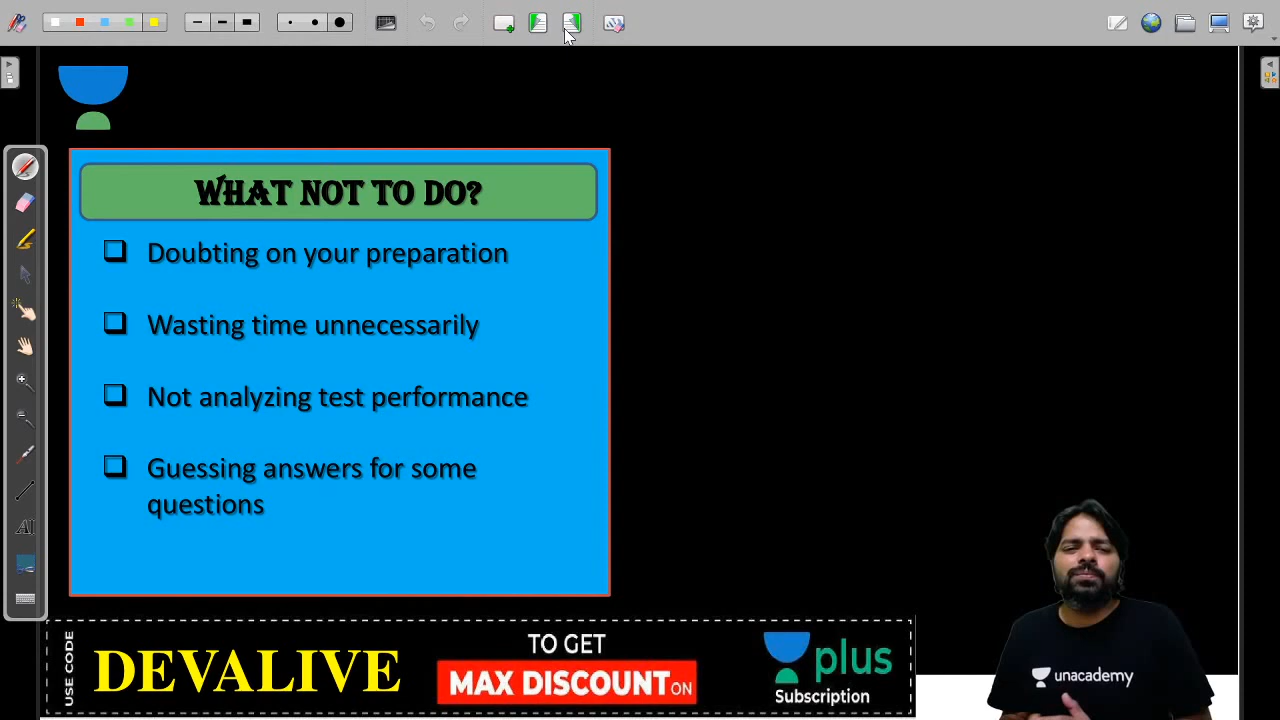 WHAT NOT TO DO?
Doubting on your preparation
Wasting time unnecessarily
Not analyzing test performance
Guessing answers for some
questions
AI
USE CODE
DEVALIVE
TO GET
MAX DISCOUNT ON
plus
Subscription
unacademy